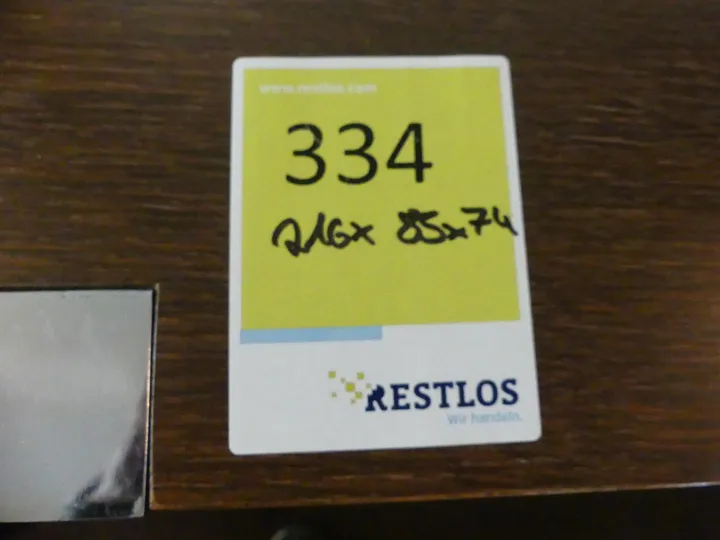 www.restlos.com
334
216x 85x74
RESTLOS
Wir handeln.